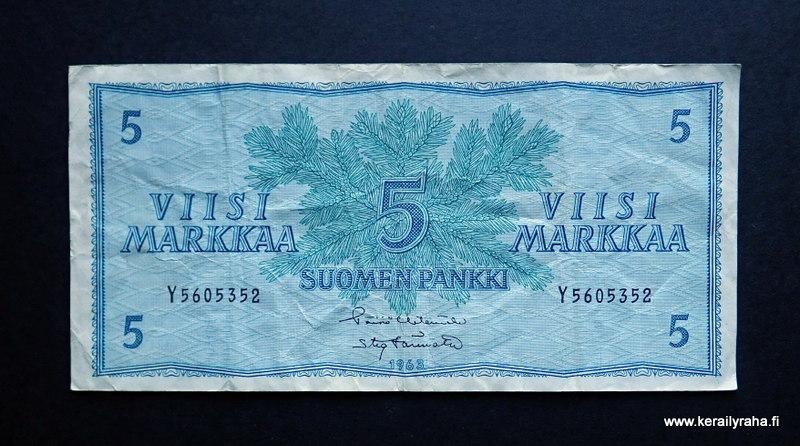 5 5
VIISI VIISI
MARKKAA 5 MARKKAA
SUOMEN PANKKI
Y5605352 Y5605352
5 5
1963
www.kerailyraha.fi